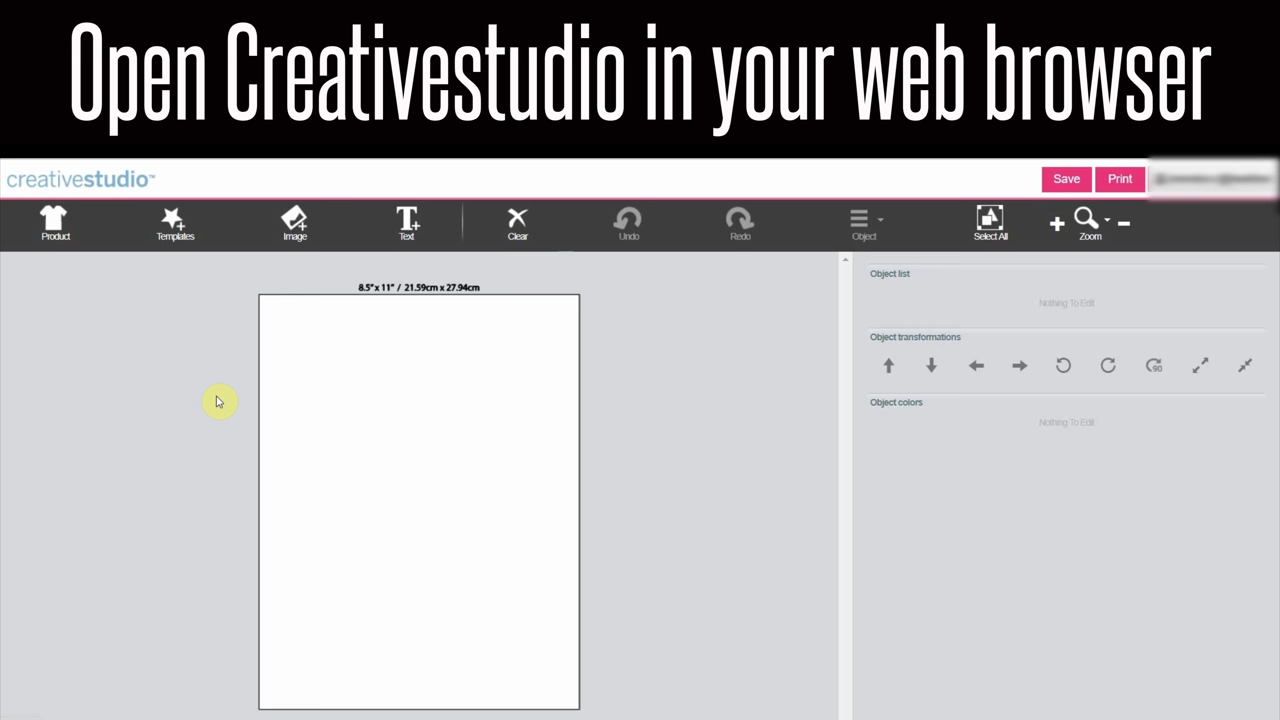 Open Creativestudio in your web browser
creativestudio™
Save
Print
Product
Templates
Image
Text
Clear
Undo
Redo
Object
Select All
Zoom
8.5" x 11" / 21.59cm x 27.94cm
Object list
Nothing To Edit
Object transformations
90
Object colors
Nothing To Edit